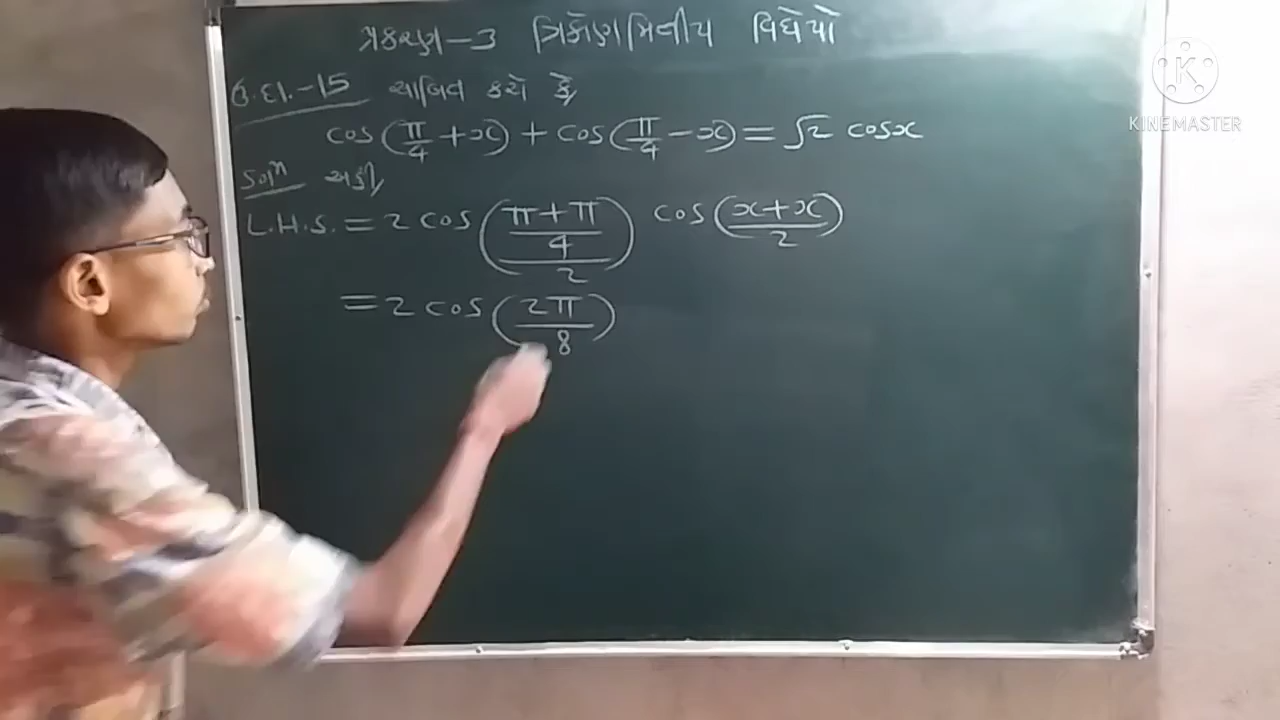 પ્રકરણ-3 ત્રિકોણમિતીય વિધેયો
ઉ.દા.-15 સાબિત કરો કે
cos(π/4 + x) + cos(π/4 - x) = √2 cosx
Solⁿ અહીં
L.H.S. = 2 cos((π+π)/4/2) cos((x+x)/2)
= 2 cos(2π/8)
K
KINEMASTER